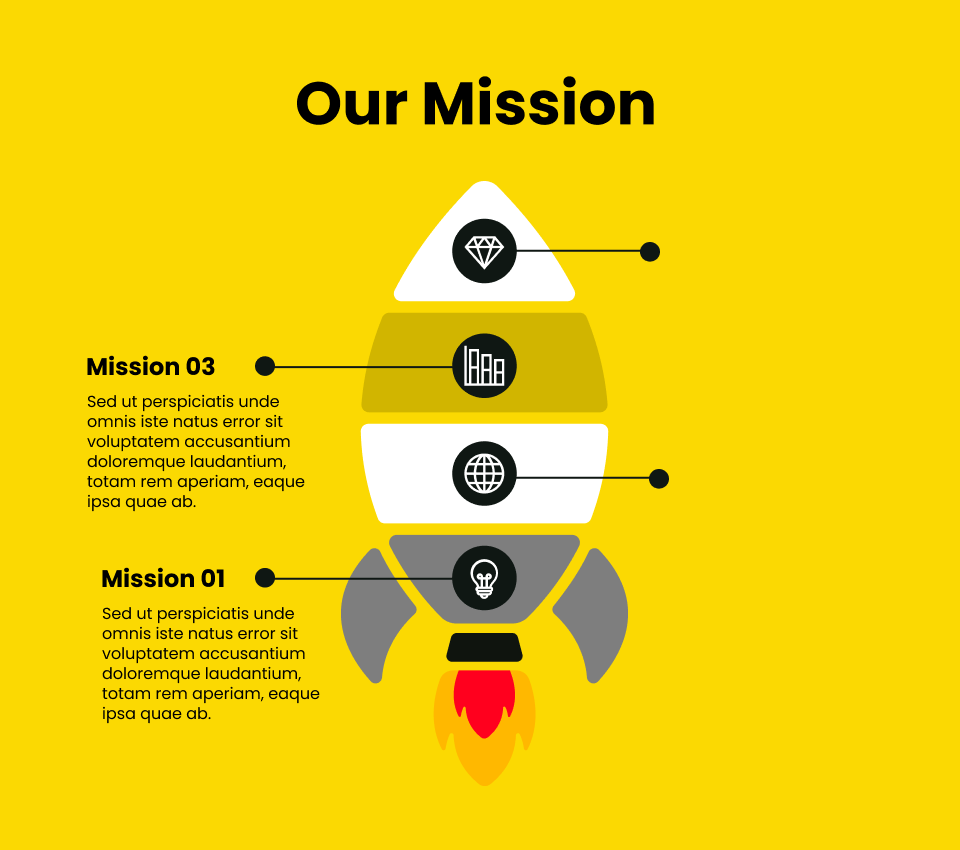 Our Mission
Mission 03
Sed ut perspiciatis unde
omnis iste natus error sit
voluptatem accusantium
doloremque laudantium,
totam rem aperiam, eaque
ipsa quae ab.
Mission 01
Sed ut perspiciatis unde
omnis iste natus error sit
voluptatem accusantium
doloremque laudantium,
totam rem aperiam, eaque
ipsa quae ab.